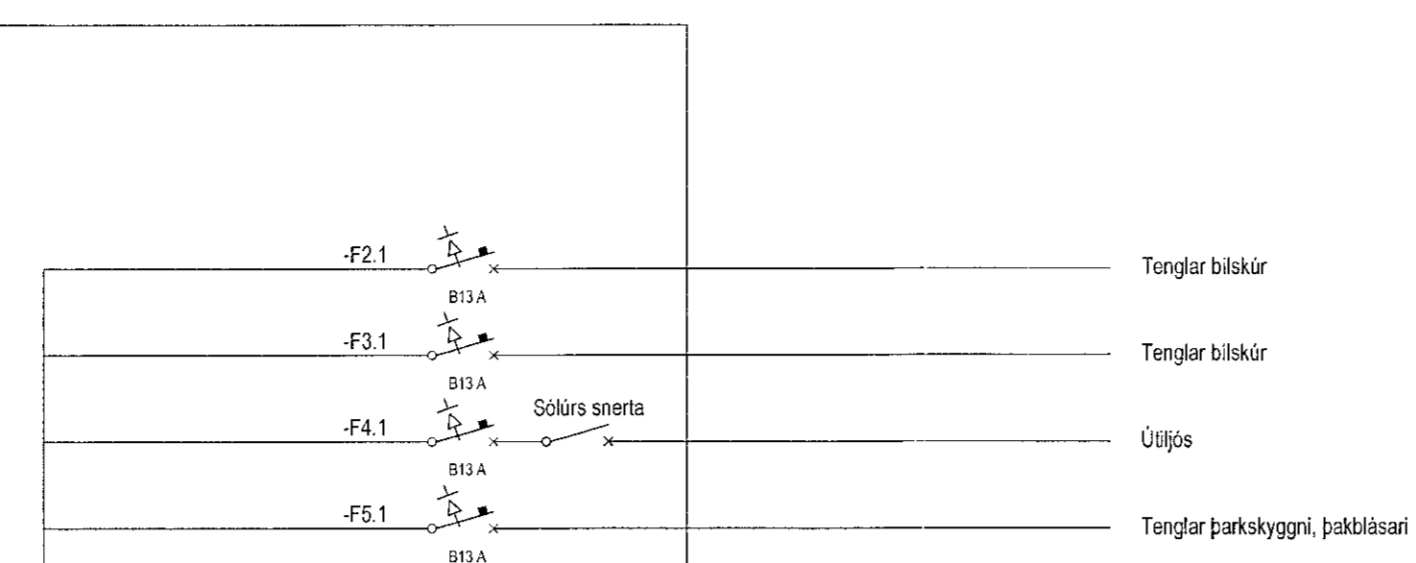 -F2.1
B13 A
Tenglar bílskúr
-F3.1
B13 A
Tenglar bílskúr
-F4.1
B13 A
Sólúrs snerta
Útiljós
-F5.1
B13 A
Tenglar þarkskyggni, þakblásari